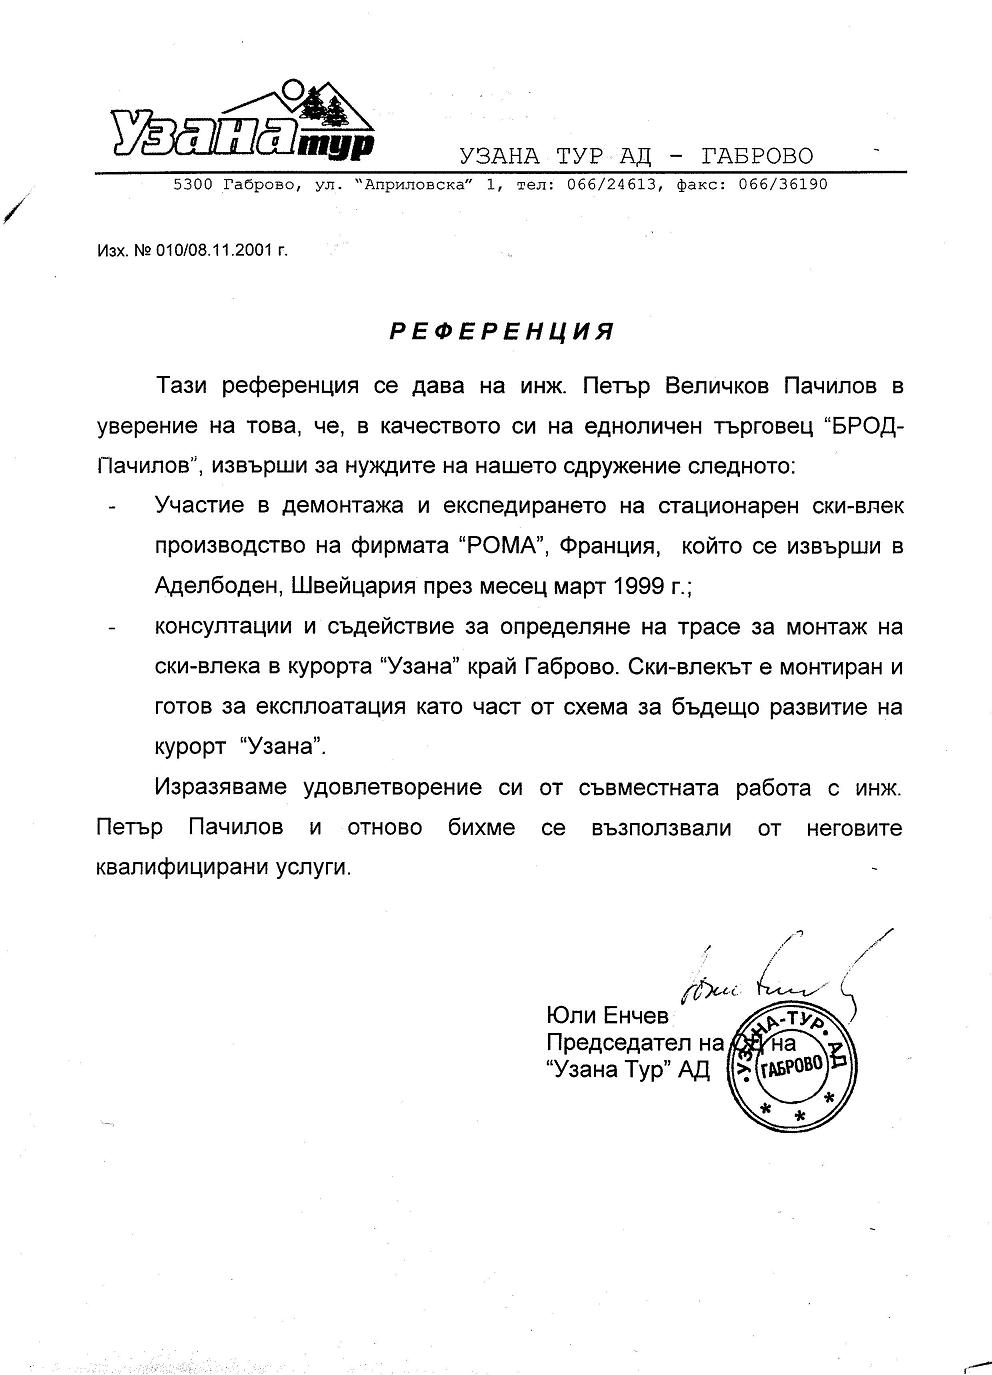 Узана тур
УЗАНА ТУР АД - ГАБРОВО
5300 Габрово, ул. “Априловска” 1, тел: 066/24613, факс: 066/36190
Изх. № 010/08.11.2001 г.
РЕФЕРЕНЦИЯ
Тази референция се дава на инж. Петър Величков Пачилов в
уверение на това, че, в качеството си на едноличен търговец “БРОД-
Пачилов”, извърши за нуждите на нашето сдружение следното:
- Участие в демонтажа и експедирането на стационарен ски-влек
производство на фирмата “РОМА”, Франция, който се извърши в
Аделбоден, Швейцария през месец март 1999 г.;
- консултации и съдействие за определяне на трасе за монтаж на
ски-влека в курорта “Узана” край Габрово. Ски-влекът е монтиран и
готов за експлоатация като част от схема за бъдещо развитие на
курорт “Узана”.
Изразяваме удовлетворение си от съвместната работа с инж.
Петър Пачилов и отново бихме се възползвали от неговите
квалифицирани услуги.
Юли Енчев
Председател на СД на
“Узана Тур” АД
УЗАНА-ТУР. АД
ГАБРОВО
* * *